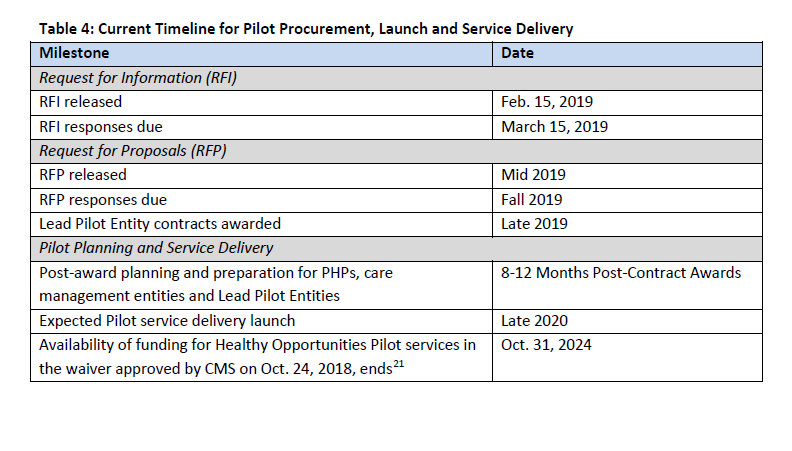 Table 4: Current Timeline for Pilot Procurement, Launch and Service Delivery
Milestone Date
Request for Information (RFI)
RFI released Feb. 15, 2019
RFI responses due March 15, 2019
Request for Proposals (RFP)
RFP released Mid 2019
RFP responses due Fall 2019
Lead Pilot Entity contracts awarded Late 2019
Pilot Planning and Service Delivery
Post-award planning and preparation for PHPs, care 8-12 Months Post-Contract Awards
management entities and Lead Pilot Entities
Expected Pilot service delivery launch Late 2020
Availability of funding for Healthy Opportunities Pilot services in Oct. 31, 2024
the waiver approved by CMS on Oct. 24, 2018, ends21